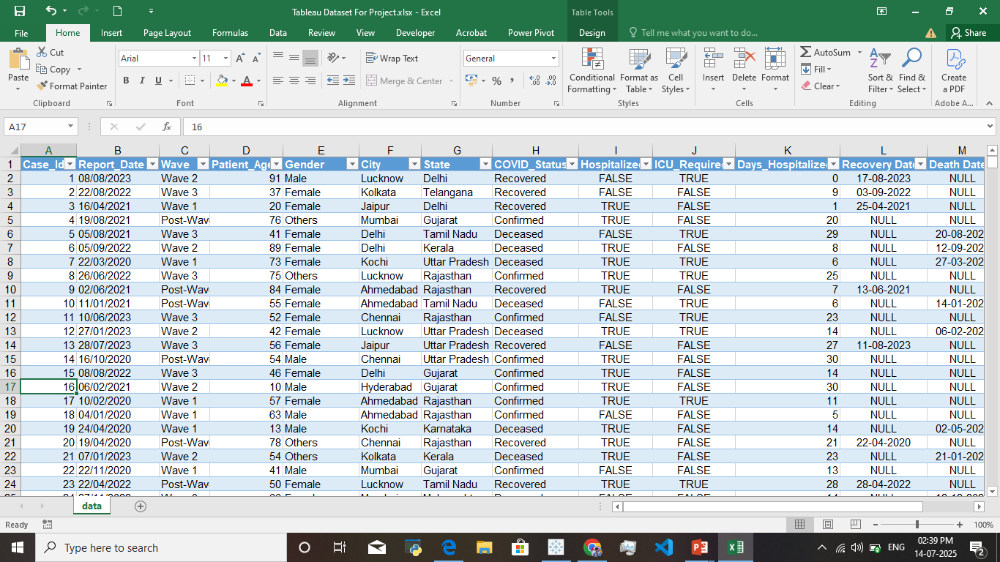 Tableau Dataset For Project.xlsx - Excel
Table Tools
File Home Insert Page Layout Formulas Data Review View Developer Acrobat Power Pivot Design Tell me what you want to do... Share
Paste Cut Copy Format Painter Clipboard
Arial 11 B I U A A A Font
Wrap Text Merge & Center Alignment
General % , Number
Conditional Formatting Format as Table Cell Styles Styles
Insert Delete Format Cells
AutoSum Fill Clear Sort & Filter Find & Select Editing
Create a PDF Adobe A...
A17 fx 16
A B C D E F G H I J K L M
1 Case_Id Report_Date Wave Patient_Age Gender City State COVID_Status Hospitalize ICU_Require Days_Hospitalize Recovery Date Death Date
2 1 08/08/2023 Wave 2 91 Male Lucknow Delhi Recovered FALSE TRUE 0 17-08-2023 NULL
3 2 22/08/2022 Wave 3 37 Female Kolkata Telangana Recovered FALSE FALSE 9 03-09-2022 NULL
4 3 16/04/2021 Wave 1 20 Female Jaipur Delhi Recovered TRUE FALSE 1 25-04-2021 NULL
5 4 19/08/2021 Post-Wav 76 Others Mumbai Gujarat Confirmed TRUE FALSE 20 NULL NULL
6 5 05/08/2021 Wave 3 41 Female Delhi Tamil Nadu Deceased FALSE TRUE 29 NULL 20-08-202
7 6 05/09/2022 Wave 2 89 Female Delhi Kerala Deceased TRUE FALSE 8 NULL 12-09-202
8 7 22/03/2020 Wave 1 73 Female Kochi Uttar Pradesh Deceased TRUE TRUE 6 NULL 27-03-202
9 8 26/06/2022 Wave 3 75 Others Lucknow Rajasthan Confirmed TRUE TRUE 25 NULL NULL
10 9 02/06/2021 Post-Wav 84 Female Ahmedabad Rajasthan Recovered TRUE FALSE 7 13-06-2021 NULL
11 10 11/01/2021 Post-Wav 55 Female Ahmedabad Tamil Nadu Deceased FALSE TRUE 6 NULL 14-01-202
12 11 10/06/2023 Wave 3 52 Female Chennai Rajasthan Confirmed FALSE TRUE 23 NULL NULL
13 12 27/01/2023 Wave 2 42 Female Lucknow Uttar Pradesh Deceased TRUE TRUE 14 NULL 06-02-202
14 13 28/07/2023 Wave 3 56 Female Jaipur Uttar Pradesh Recovered FALSE FALSE 27 11-08-2023 NULL
15 14 16/10/2020 Post-Wav 54 Male Chennai Uttar Pradesh Confirmed TRUE FALSE 30 NULL NULL
16 15 08/08/2022 Wave 3 46 Female Delhi Gujarat Confirmed TRUE FALSE 14 NULL NULL
17 16 06/02/2021 Wave 2 10 Male Hyderabad Gujarat Confirmed TRUE FALSE 30 NULL NULL
18 17 10/02/2020 Wave 1 57 Female Ahmedabad Rajasthan Confirmed TRUE TRUE 11 NULL NULL
19 18 04/01/2020 Wave 1 63 Male Ahmedabad Rajasthan Confirmed TRUE FALSE 5 NULL NULL
20 19 24/04/2020 Wave 1 13 Male Kochi Karnataka Deceased TRUE FALSE 14 NULL 02-05-202
21 20 19/04/2020 Post-Wav 78 Others Chennai Rajasthan Recovered TRUE FALSE 21 22-04-2020 NULL
22 21 07/01/2023 Wave 2 54 Others Kolkata Kerala Deceased TRUE FALSE 23 NULL 21-01-202
23 22 22/11/2020 Wave 1 41 Male Mumbai Gujarat Confirmed FALSE FALSE 13 NULL NULL
24 23 22/04/2022 Post-Wav 50 Female Lucknow Tamil Nadu Recovered TRUE TRUE 28 28-04-2022 NULL
data
Ready 100%
Type here to search ENG 02:39 PM
14-07-2025 2